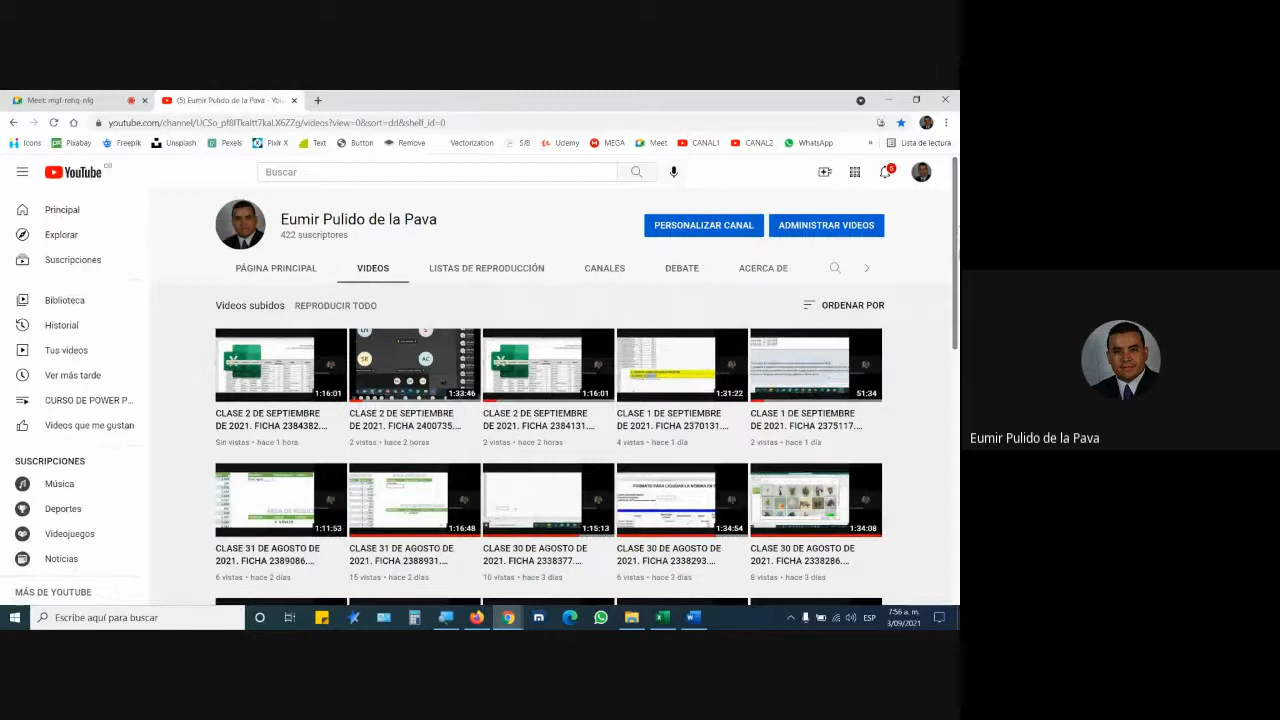 Meet: mgf-rehq-nfg
(5) Eumir Pulido de la Pava - You
youtube.com/channel/UCSo_pf8ITkaItt7kaLX6ZZg/videos?view=0&sort=dd&shelf_id=0
Icons
Pixabay
Freepik
Unsplash
Pexels
Pixlr X
Text
Button
Remove
Vectorization
S/B
Udemy
MEGA
Meet
CANAL1
CANAL2
WhatsApp
»
Lista de lectura
YouTube
CO
Buscar
5
Principal
Explorar
Suscripciones
Biblioteca
Historial
Tus videos
Ver más tarde
CURSO DE POWER P...
Videos que me gustan
SUSCRIPCIONES
Música
Deportes
Videojuegos
Noticias
MÁS DE YOUTUBE
Eumir Pulido de la Pava
422 suscriptores
PERSONALIZAR CANAL
ADMINISTRAR VIDEOS
PÁGINA PRINCIPAL
VIDEOS
LISTAS DE REPRODUCCIÓN
CANALES
DEBATE
ACERCA DE
Videos subidos
REPRODUCIR TODO
ORDENAR POR
1:16:01
CLASE 2 DE SEPTIEMBRE
DE 2021. FICHA 2384382....
Sin vistas • hace 1 hora
SR
AC
1:33:46
CLASE 2 DE SEPTIEMBRE
DE 2021. FICHA 2400735....
2 vistas • hace 2 horas
1:16:01
CLASE 2 DE SEPTIEMBRE
DE 2021. FICHA 2384131....
2 vistas • hace 2 horas
1:31:22
CLASE 1 DE SEPTIEMBRE
DE 2021. FICHA 2370131....
4 vistas • hace 1 día
51:34
CLASE 1 DE SEPTIEMBRE
DE 2021. FICHA 2375117....
2 vistas • hace 1 día
1:11:53
CLASE 31 DE AGOSTO DE
2021. FICHA 2389086....
6 vistas • hace 2 días
1:16:48
CLASE 31 DE AGOSTO DE
2021. FICHA 2388931....
15 vistas • hace 2 días
1:15:13
CLASE 30 DE AGOSTO DE
2021. FICHA 2338377....
10 vistas • hace 3 días
1:34:54
CLASE 30 DE AGOSTO DE
2021. FICHA 2338293....
6 vistas • hace 3 días
1:34:08
CLASE 30 DE AGOSTO DE
2021. FICHA 2338286....
8 vistas • hace 3 días
Escribe aquí para buscar
ESP
7:56 a. m.
3/09/2021
Eumir Pulido de la Pava